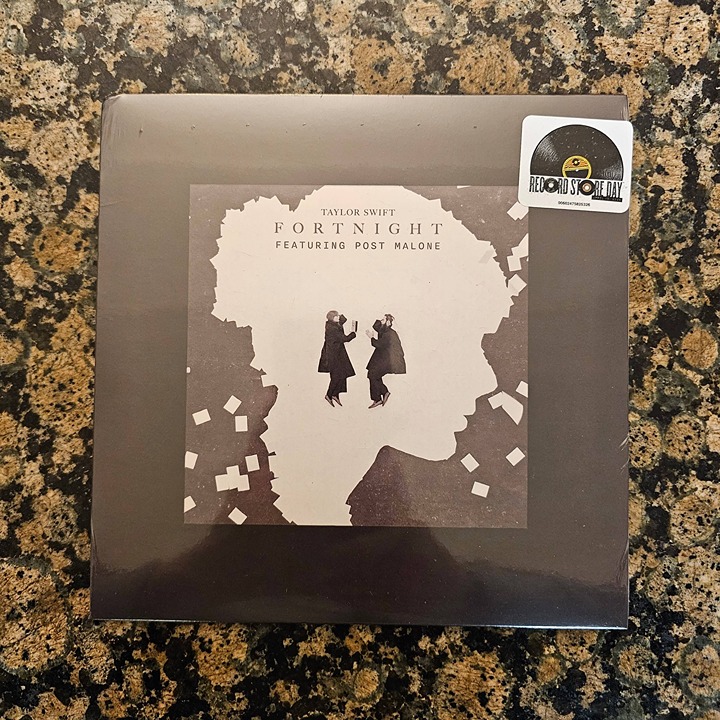 TAYLOR SWIFT
FORTNIGHT
FEATURING POST MALONE
RECORD STORE DAY